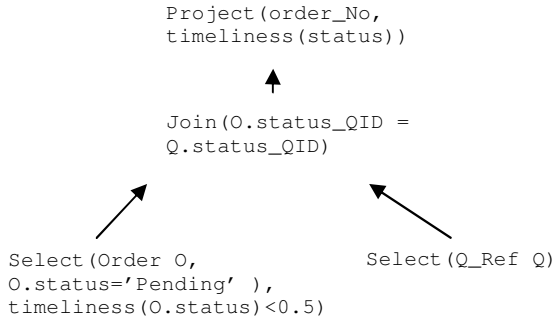 Project(order_No,
timeliness(status))
Join(O.status_QID =
Q.status_QID)
Select(Order O,
O.status=’Pending’ ),
timeliness(O.status)<0.5)
Select(Q_Ref Q)